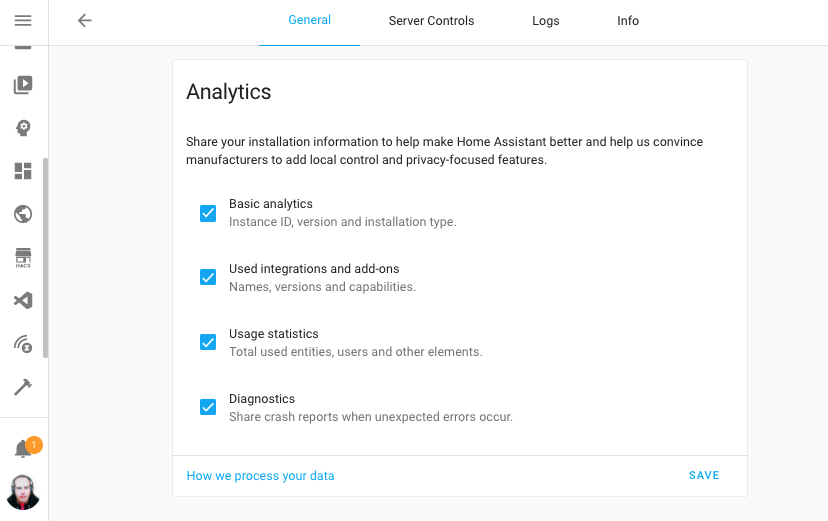 General
Server Controls
Logs
Info
Analytics
Share your installation information to help make Home Assistant better and help us convince
manufacturers to add local control and privacy-focused features.
Basic analytics
Instance ID, version and installation type.
Used integrations and add-ons
Names, versions and capabilities.
Usage statistics
Total used entities, users and other elements.
Diagnostics
Share crash reports when unexpected errors occur.
How we process your data
SAVE
HACS
1